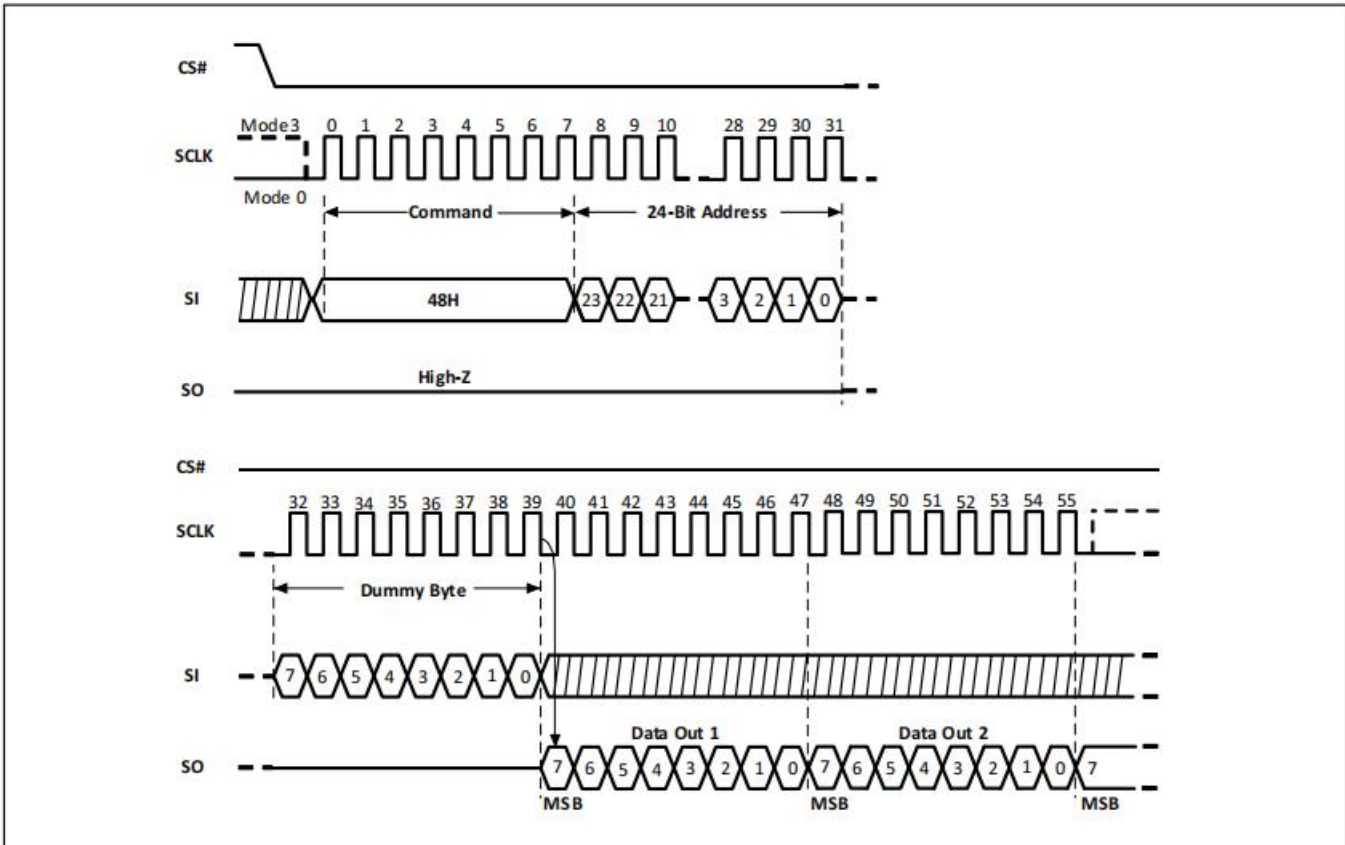 CS#
Mode3 0 1 2 3 4 5 6 7 8 9 10 28 29 30 31
SCLK
Mode 0
Command 24-Bit Address
SI 48H 23 22 21 3 2 1 0
High-Z
SO
CS#
32 33 34 35 36 37 38 39 40 41 42 43 44 45 46 47 48 49 50 51 52 53 54 55
SCLK
Dummy Byte
SI 7 6 5 4 3 2 1 0
Data Out 1 Data Out 2
SO 7 6 5 4 3 2 1 0 7 6 5 4 3 2 1 0 7
MSB MSB MSB